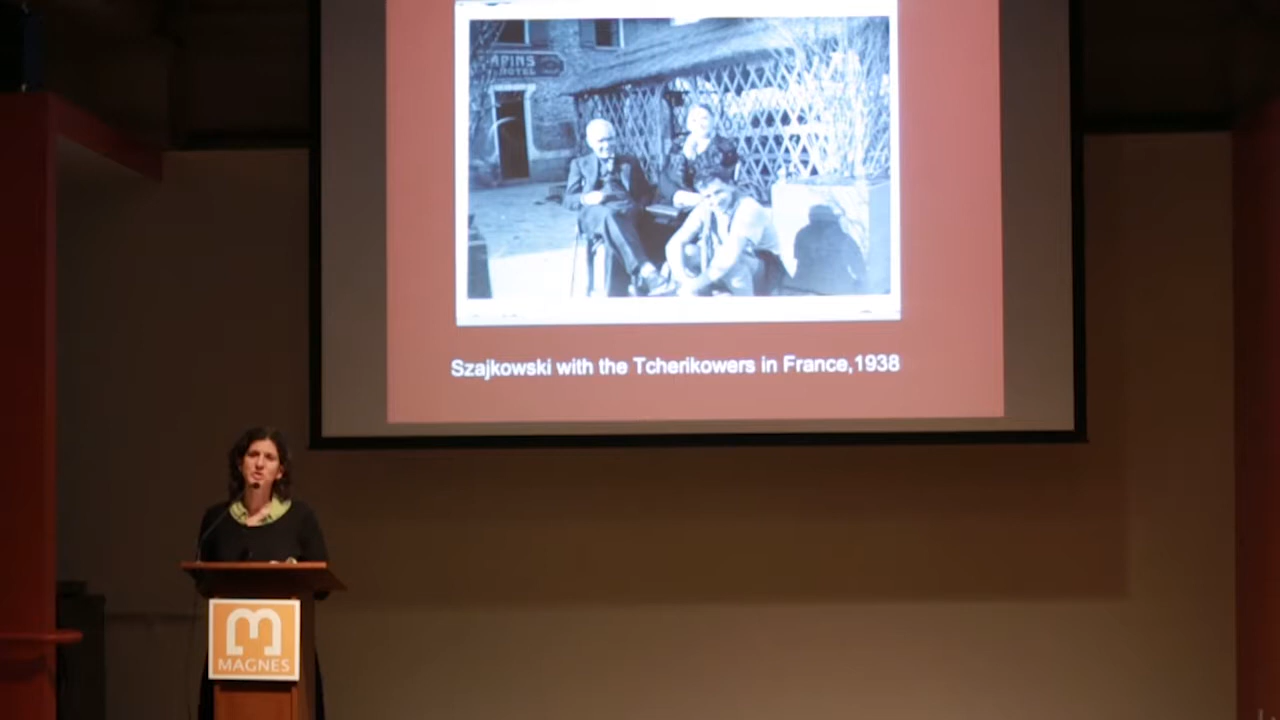 APINS
HOTEL
Szajkowski with the Tcherikowers in France,1938
MAGNES